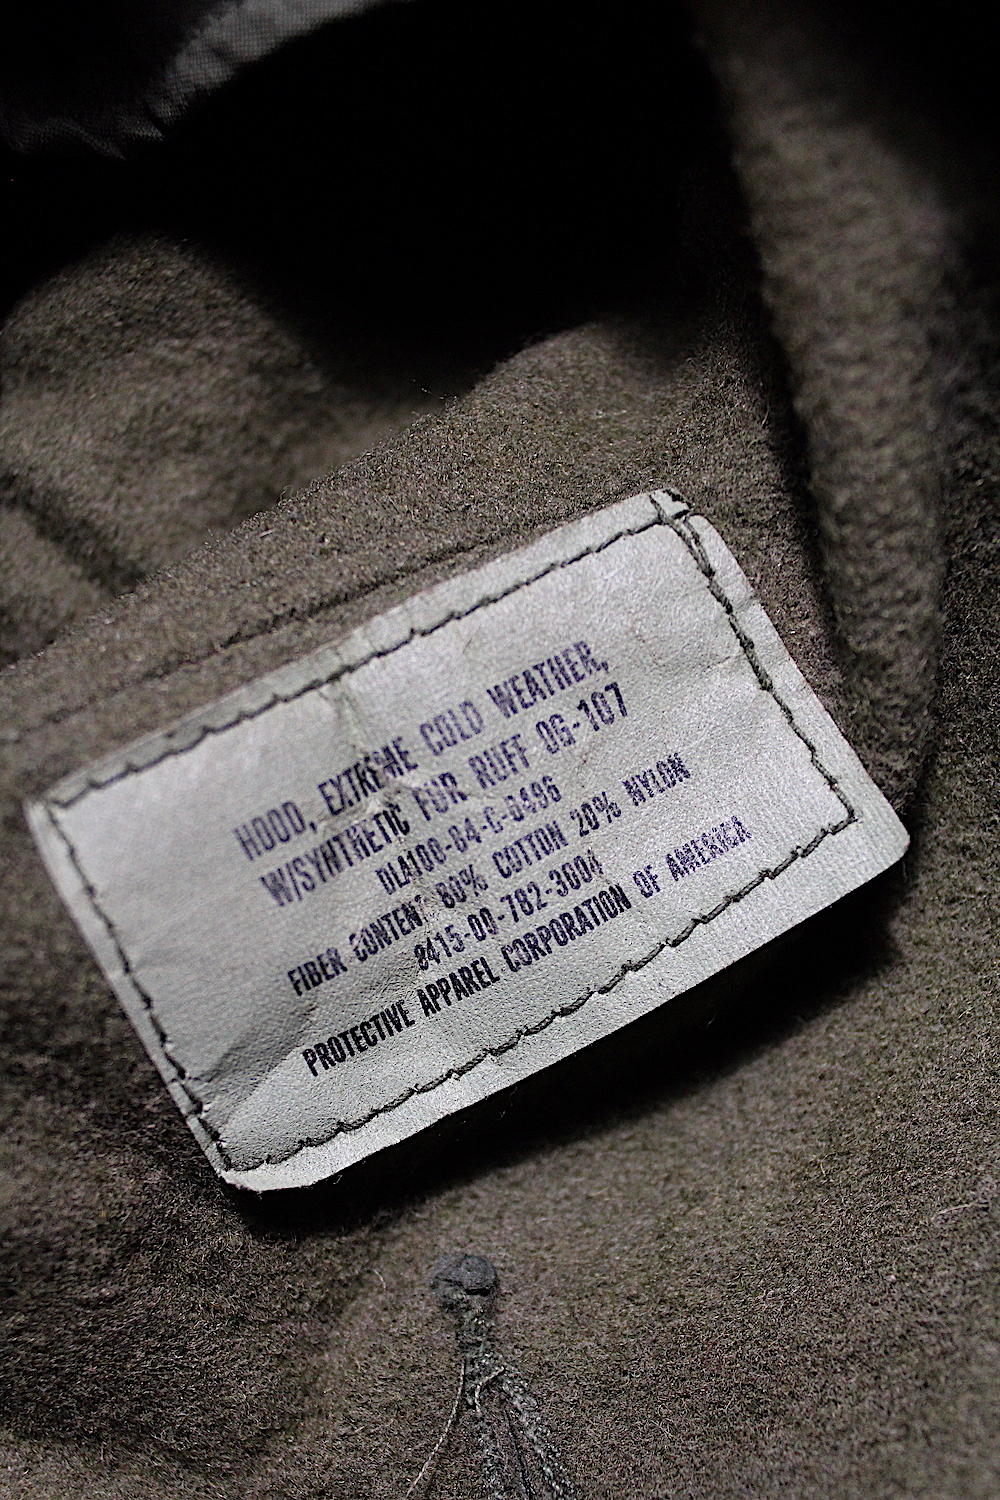 HOOD, EXTREME COLD WEATHER,
W/SYNTHETIC FUR RUFF OG-107
DLA100-84-C-0496
FIBER CONTENT 80% COTTON 20% NYLON
8415-00-782-3004
PROTECTIVE APPAREL CORPORATION OF AMERICA